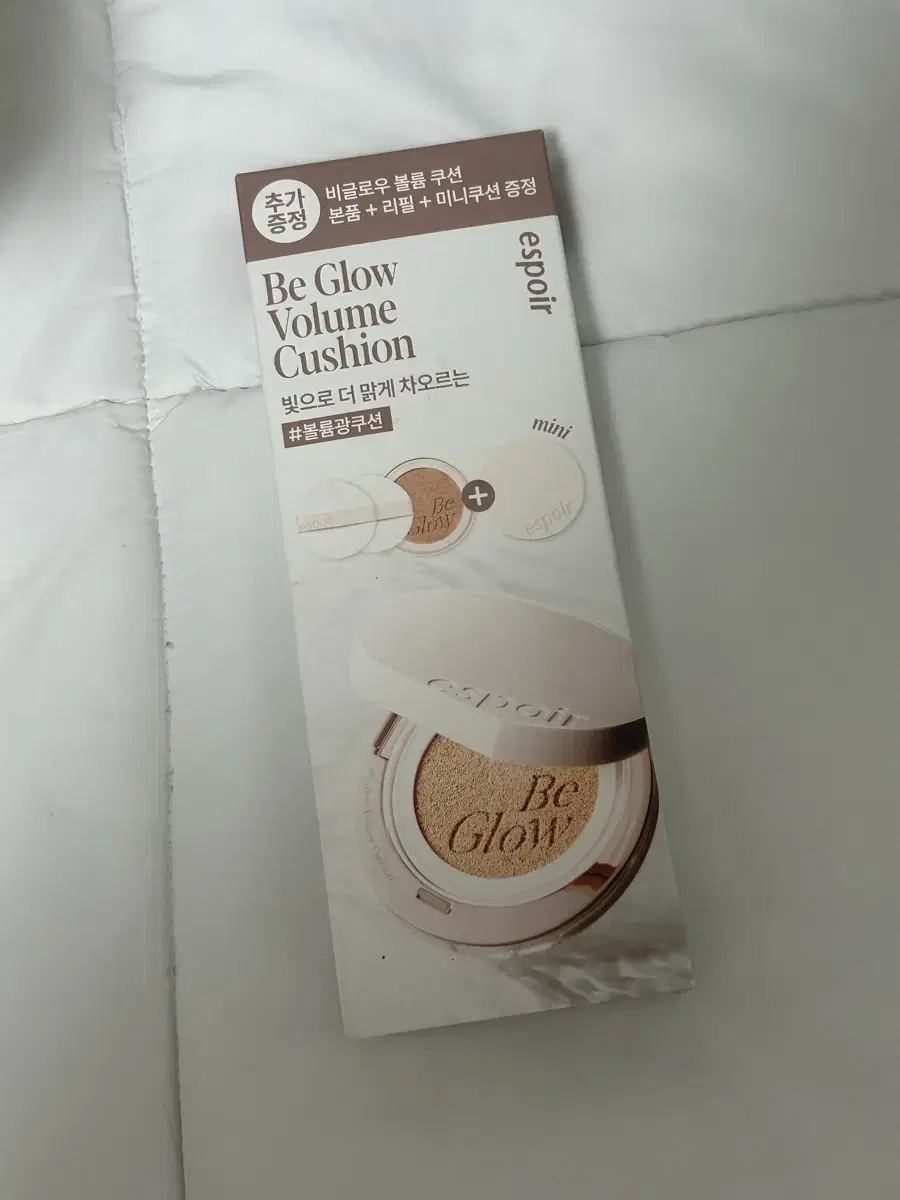 추가
증정
비글로우 볼륨 쿠션
본품 + 리필 + 미니쿠션 증정
espoir
Be Glow
Volume
Cushion
빛으로 더 맑게 차오르는
#볼륨광쿠션
mini
espoir
Be
Glow
+
espoir
espoir
Be
Glow